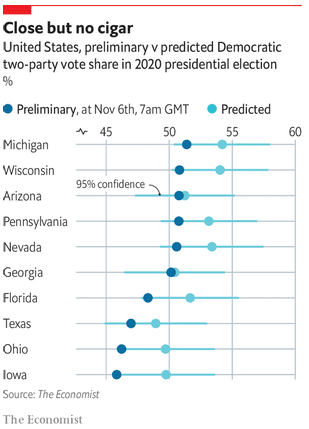 Close but no cigar
United States, preliminary v predicted Democratic
two-party vote share in 2020 presidential election
%
Preliminary, at Nov 6th, 7am GMT Predicted
45 50 55 60
Michigan
Wisconsin
95% confidence
Arizona
Pennsylvania
Nevada
Georgia
Florida
Texas
Ohio
Iowa
Source: The Economist
The Economist